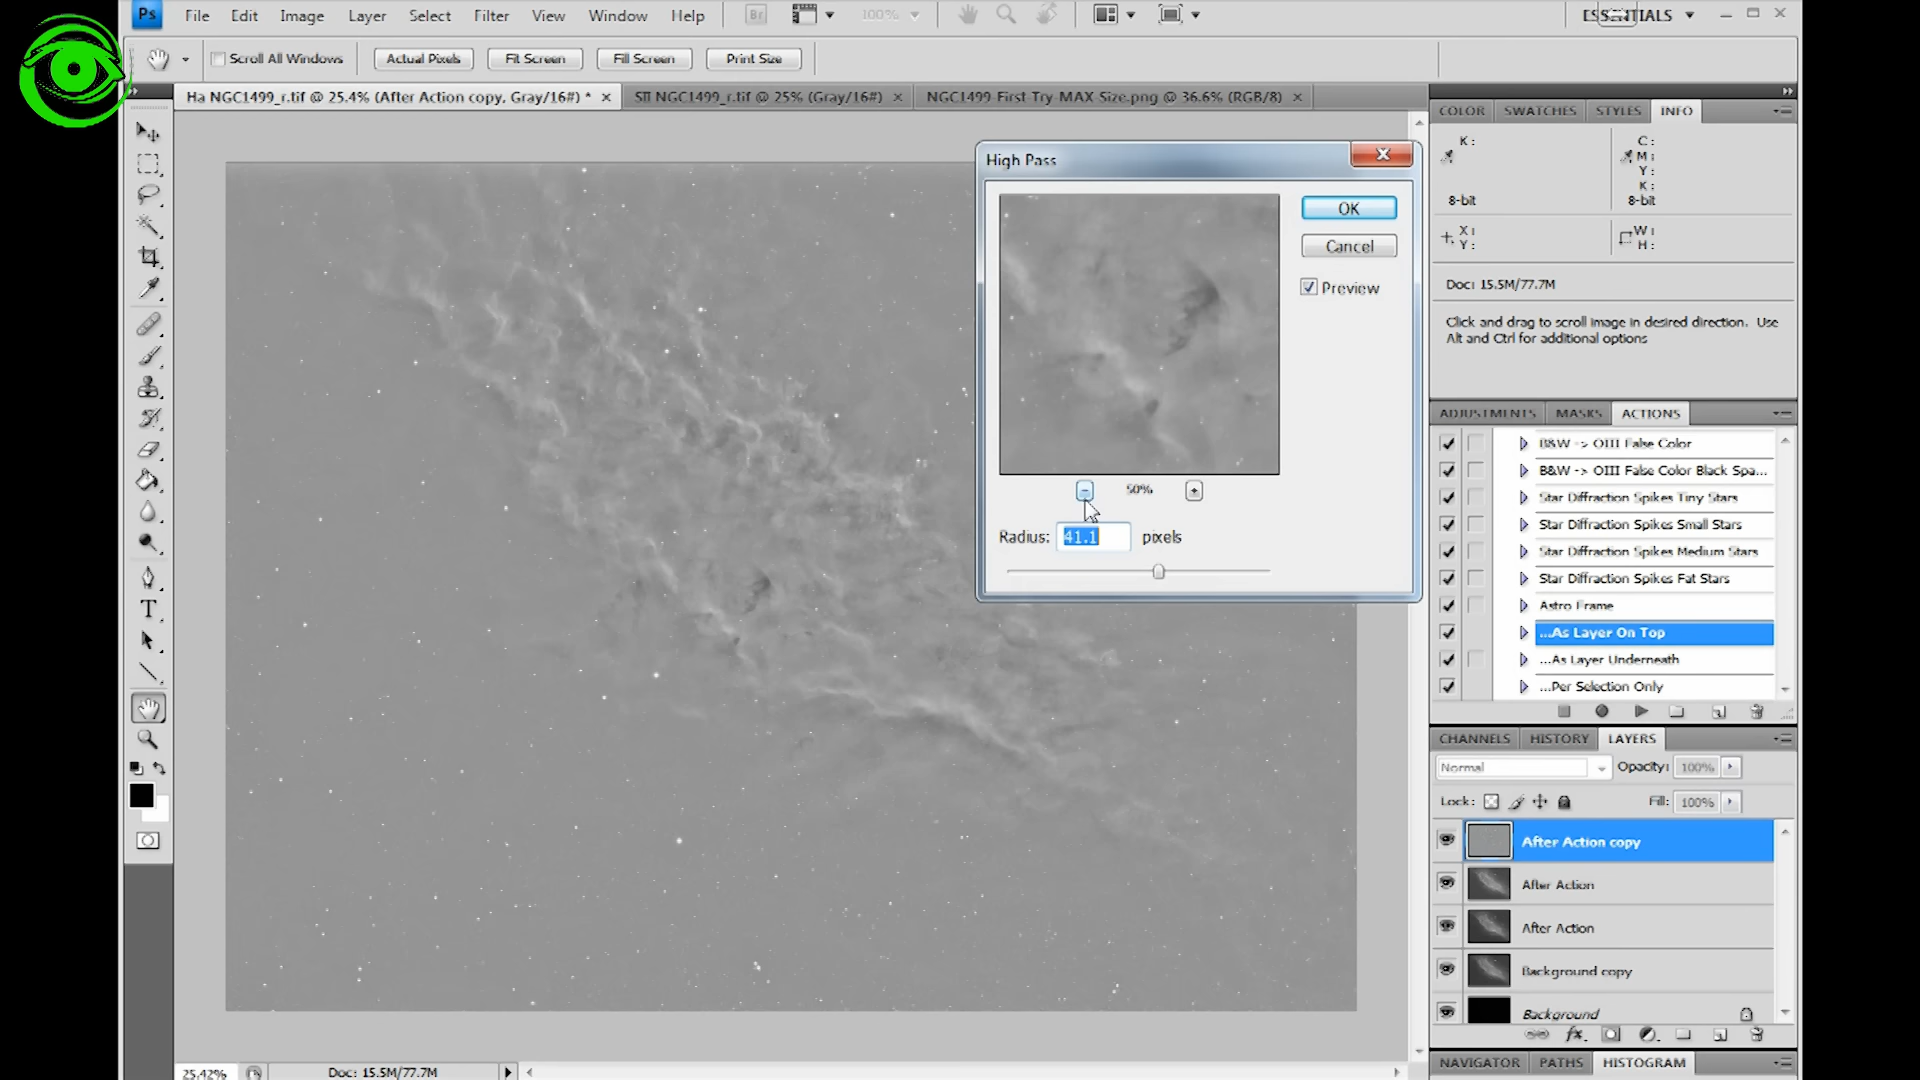 Ps File Edit Image Layer Select Filter View Window Help Br 100% ESSENTIALS
Scroll All Windows Actual Pixels Fit Screen Fill Screen Print Size
Ha NGC1499_r.tif @ 25.4% (After Action copy, Gray/16#) * SII NGC1499_r.tif @ 25% (Gray/16#) NGC1499-First-Try-MAX-Size.png @ 36.6% (RGB/8)
High Pass
OK
Cancel
Preview
50%
Radius: 41.1 pixels
COLOR SWATCHES STYLES INFO
K: C:
M:
Y:
K:
8-bit 8-bit
X: W:
Y: H:
Doc: 15.5M/77.7M
Click and drag to scroll image in desired direction. Use
Alt and Ctrl for additional options
ADJUSTMENTS MASKS ACTIONS
B&W -> OIII False Color
B&W -> OIII False Color Black Spa...
Star Diffraction Spikes Tiny Stars
Star Diffraction Spikes Small Stars
Star Diffraction Spikes Medium Stars
Star Diffraction Spikes Fat Stars
Astro Frame
...As Layer On Top
...As Layer Underneath
...Per Selection Only
CHANNELS HISTORY LAYERS
Normal Opacity: 100%
Lock: Fill: 100%
After Action copy
After Action
After Action
Background copy
Background
NAVIGATOR PATHS HISTOGRAM
25.42% Doc: 15.5M/77.7M